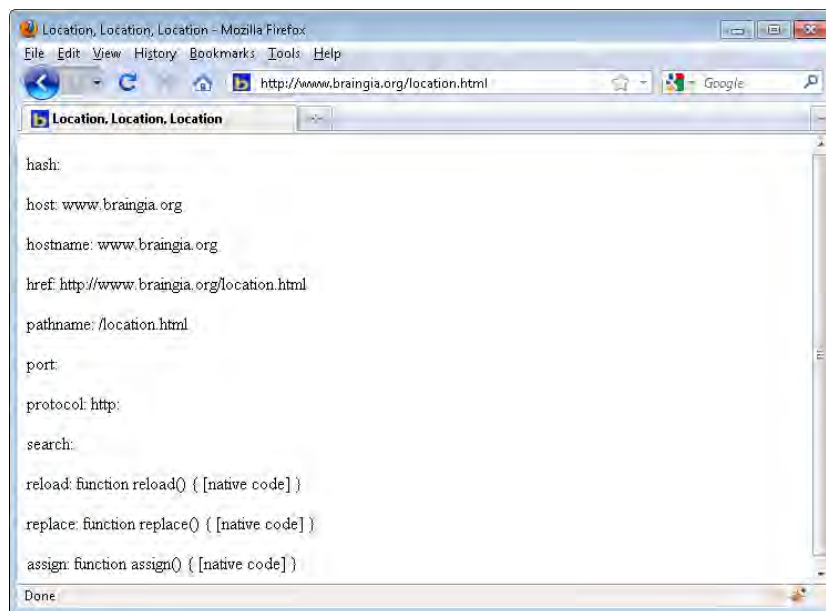 Location, Location, Location - Mozilla Firefox
File Edit View History Bookmarks Tools Help
http://www.braingia.org/location.html Google
Location, Location, Location
hash:
host: www.braingia.org
hostname: www.braingia.org
href: http://www.braingia.org/location.html
pathname: /location.html
port:
protocol: http:
search:
reload: function reload() { [native code] }
replace: function replace() { [native code] }
assign: function assign() { [native code] }
Done